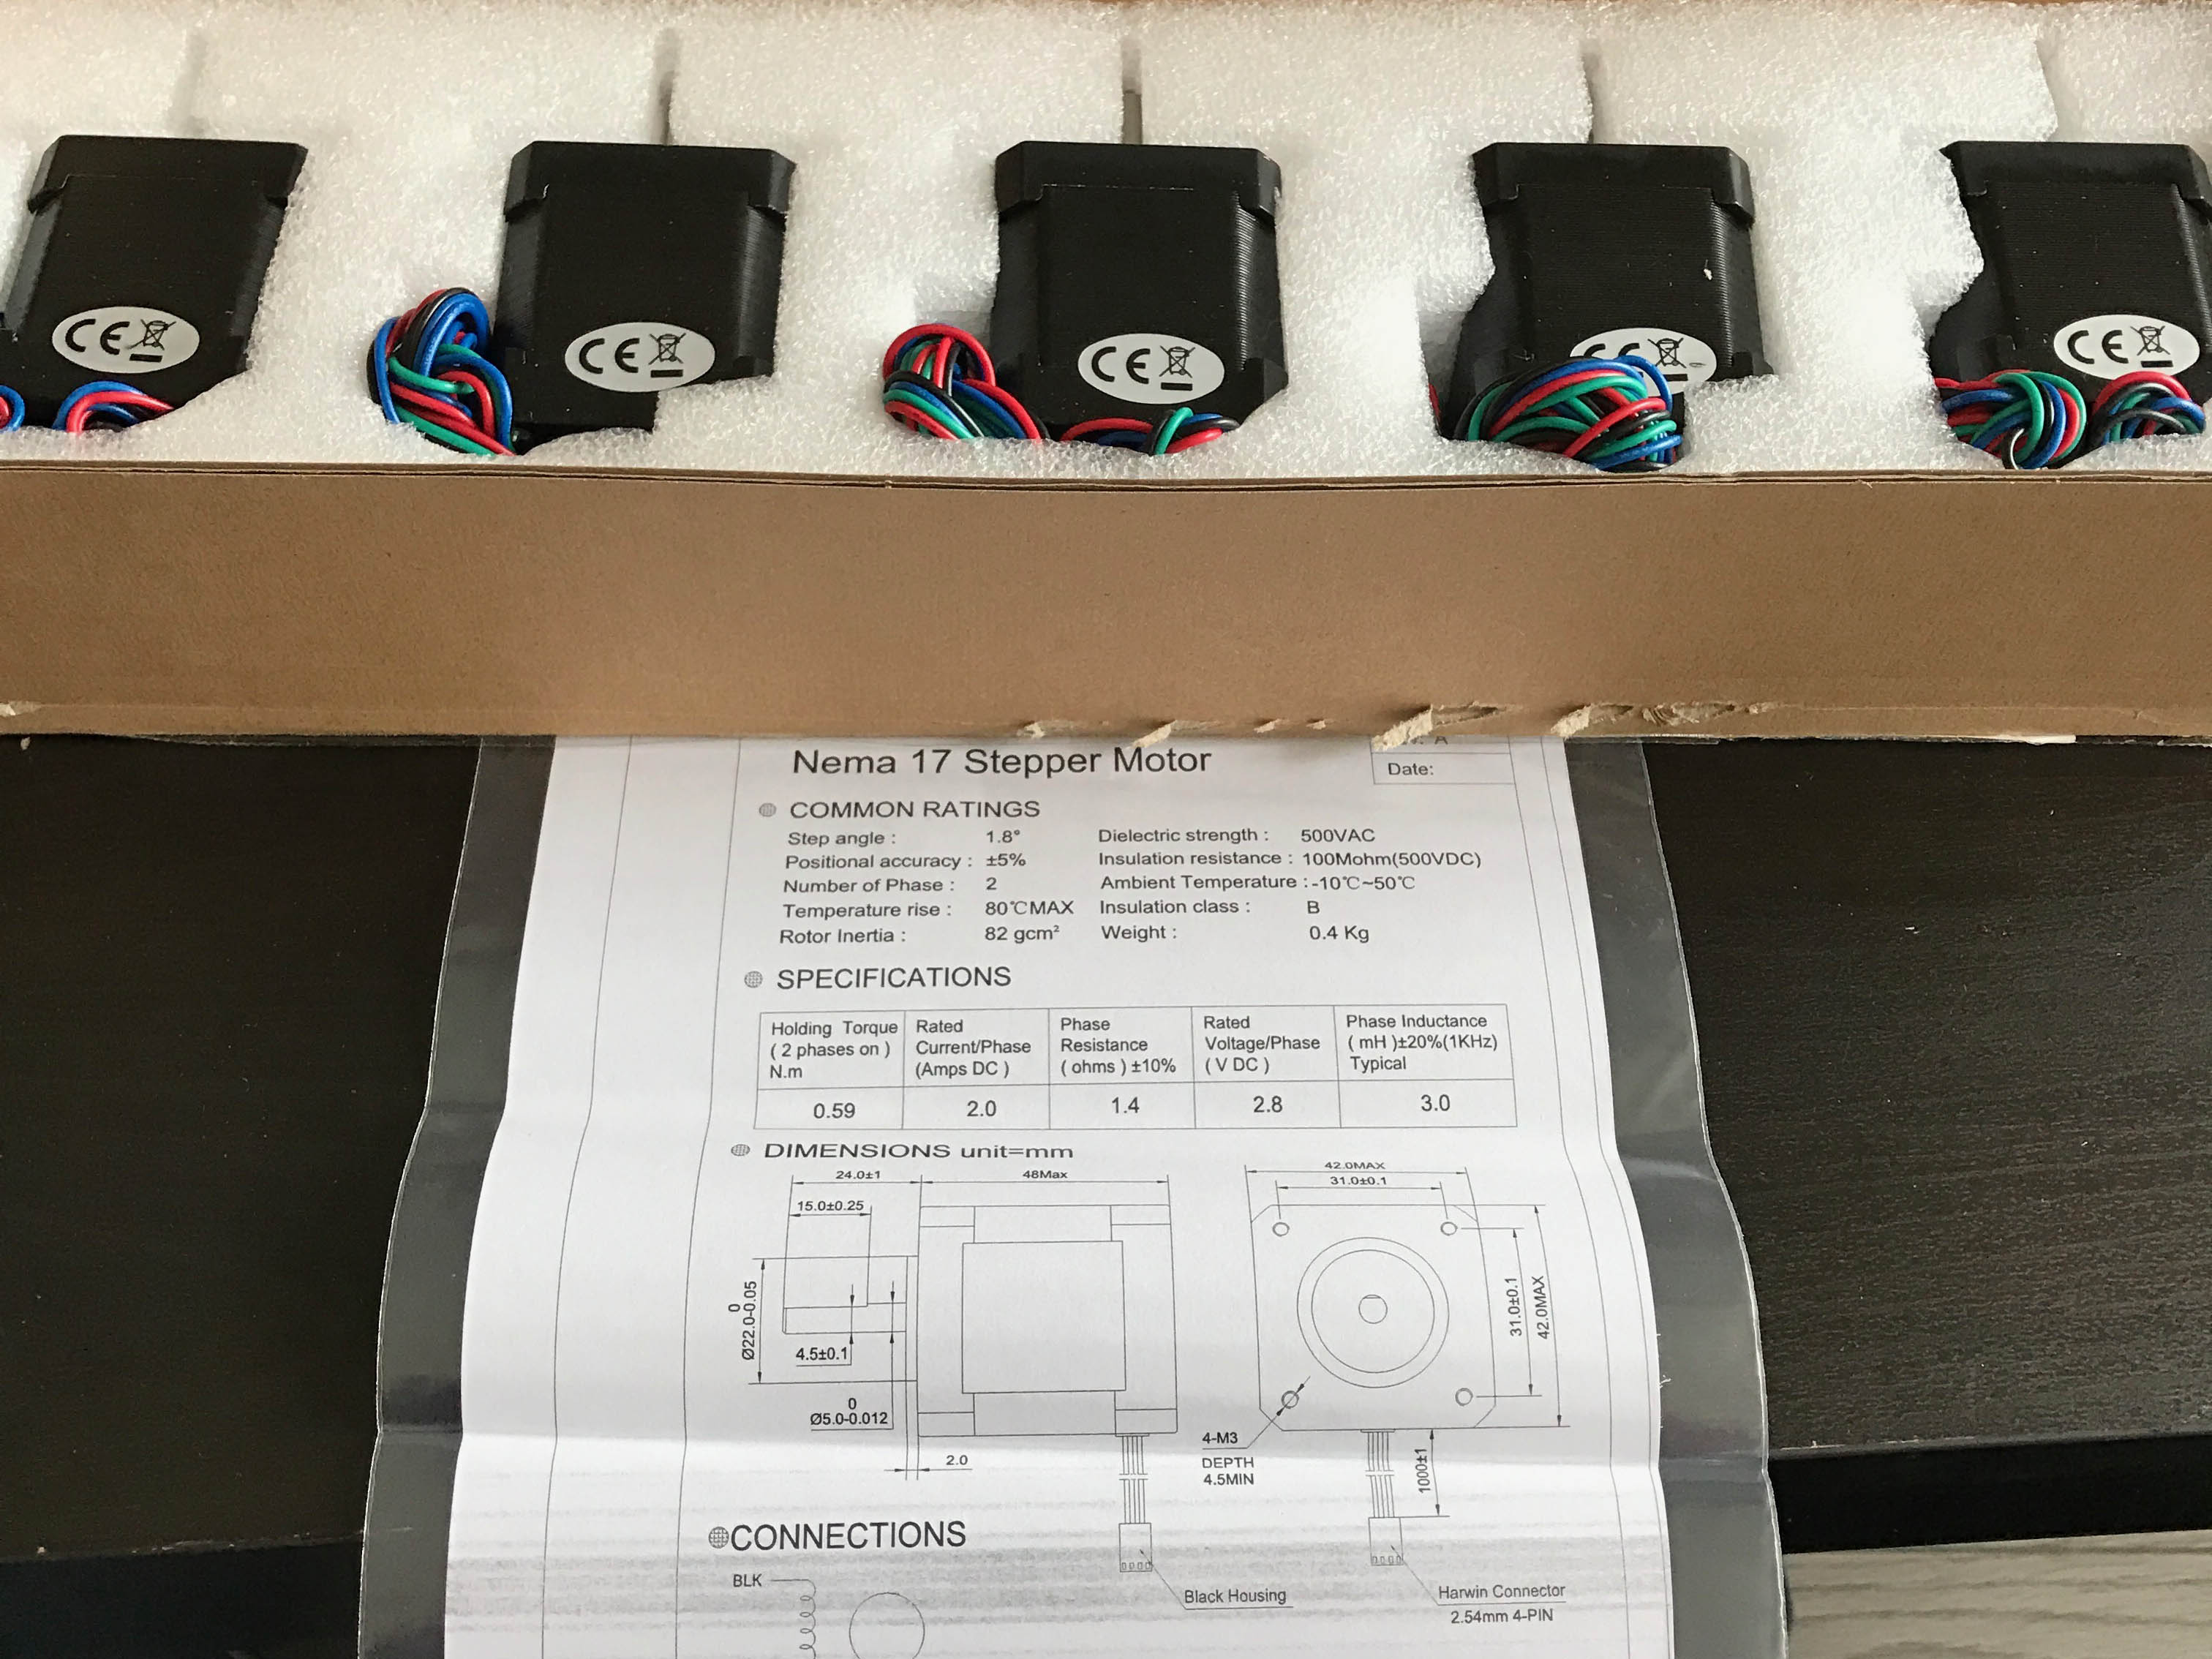 CE
CE
CE
CE
CE
Nema 17 Stepper Motor
A
Date:
COMMON RATINGS
Step angle : 1.8° Dielectric strength : 500VAC
Positional accuracy : ±5% Insulation resistance : 100Mohm(500VDC)
Number of Phase : 2 Ambient Temperature : -10℃~50℃
Temperature rise : 80℃MAX Insulation class : B
Rotor Inertia : 82 gcm² Weight : 0.4 Kg
SPECIFICATIONS
Holding Torque
( 2 phases on )
N.m
Rated
Current/Phase
(Amps DC )
Phase
Resistance
( ohms ) ±10%
Rated
Voltage/Phase
( V DC )
Phase Inductance
( mH )±20%(1KHz)
Typical
0.59 2.0 1.4 2.8 3.0
DIMENSIONS unit=mm
24.0±1
48Max
15.0±0.25
0
Ø22.0-0.05
4.5±0.1
0
Ø5.0-0.012
2.0
42.0MAX
31.0±0.1
31.0±0.1
42.0MAX
4-M3
DEPTH
4.5MIN
1000±1
CONNECTIONS
BLK
Black Housing
Harwin Connector
2.54mm 4-PIN